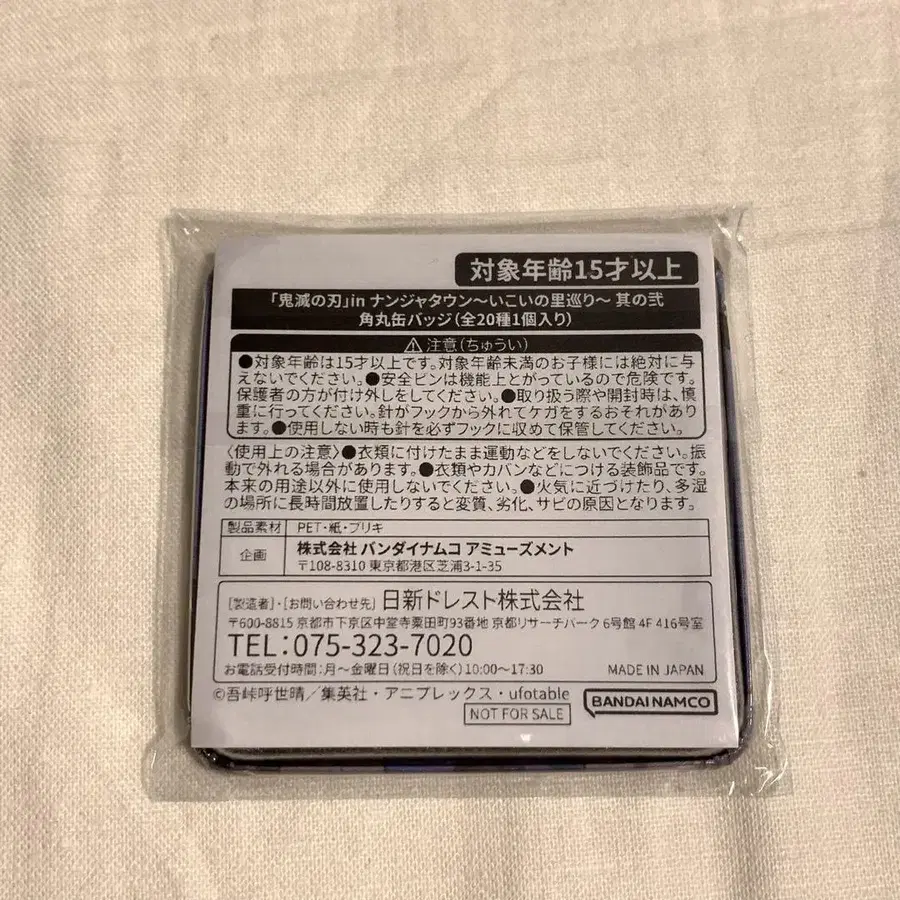 対象年齢15才以上
「鬼滅の刃」in ナンジャタウン～いこいの里巡り～ 其の弐
角丸缶バッジ(全20種1個入り)
⚠注意(ちゅうい)
●対象年齢は15才以上です。対象年齢未満のお子様には絶対に与
えないでください。●安全ピンは機能上とがっているので危険です。
保護者の方が付け外しをしてください。●取り扱う際や開封時は、慎
重に行ってください。針がフックから外れてケガをするおそれがあり
ます。●使用しない時も針を必ずフックに収めて保管してください。
〈使用上の注意〉●衣類に付けたまま運動などをしないでください。振
動で外れる場合があります。●衣類やカバンなどにつける装飾品です。
本来の用途以外に使用しないでください。●火気に近づけたり、多湿
の場所に長時間放置したりすると変質、劣化、サビの原因となります。
製品素材 PET・紙・ブリキ
企画 株式会社 バンダイナムコ アミューズメント
〒108-8310 東京都港区芝浦3-1-35
[製造者]・[お問い合わせ先] 日新ドレスト株式会社
〒600-8815 京都市下京区中堂寺粟田町93番地 京都リサーチパーク 6号館 4F 416号室
TEL:075-323-7020
お電話受付時間:月～金曜日(祝日を除く)10:00～17:30 MADE IN JAPAN
©吾峠呼世晴／集英社・アニプレックス・ufotable
NOT FOR SALE
BANDAI NAMCO